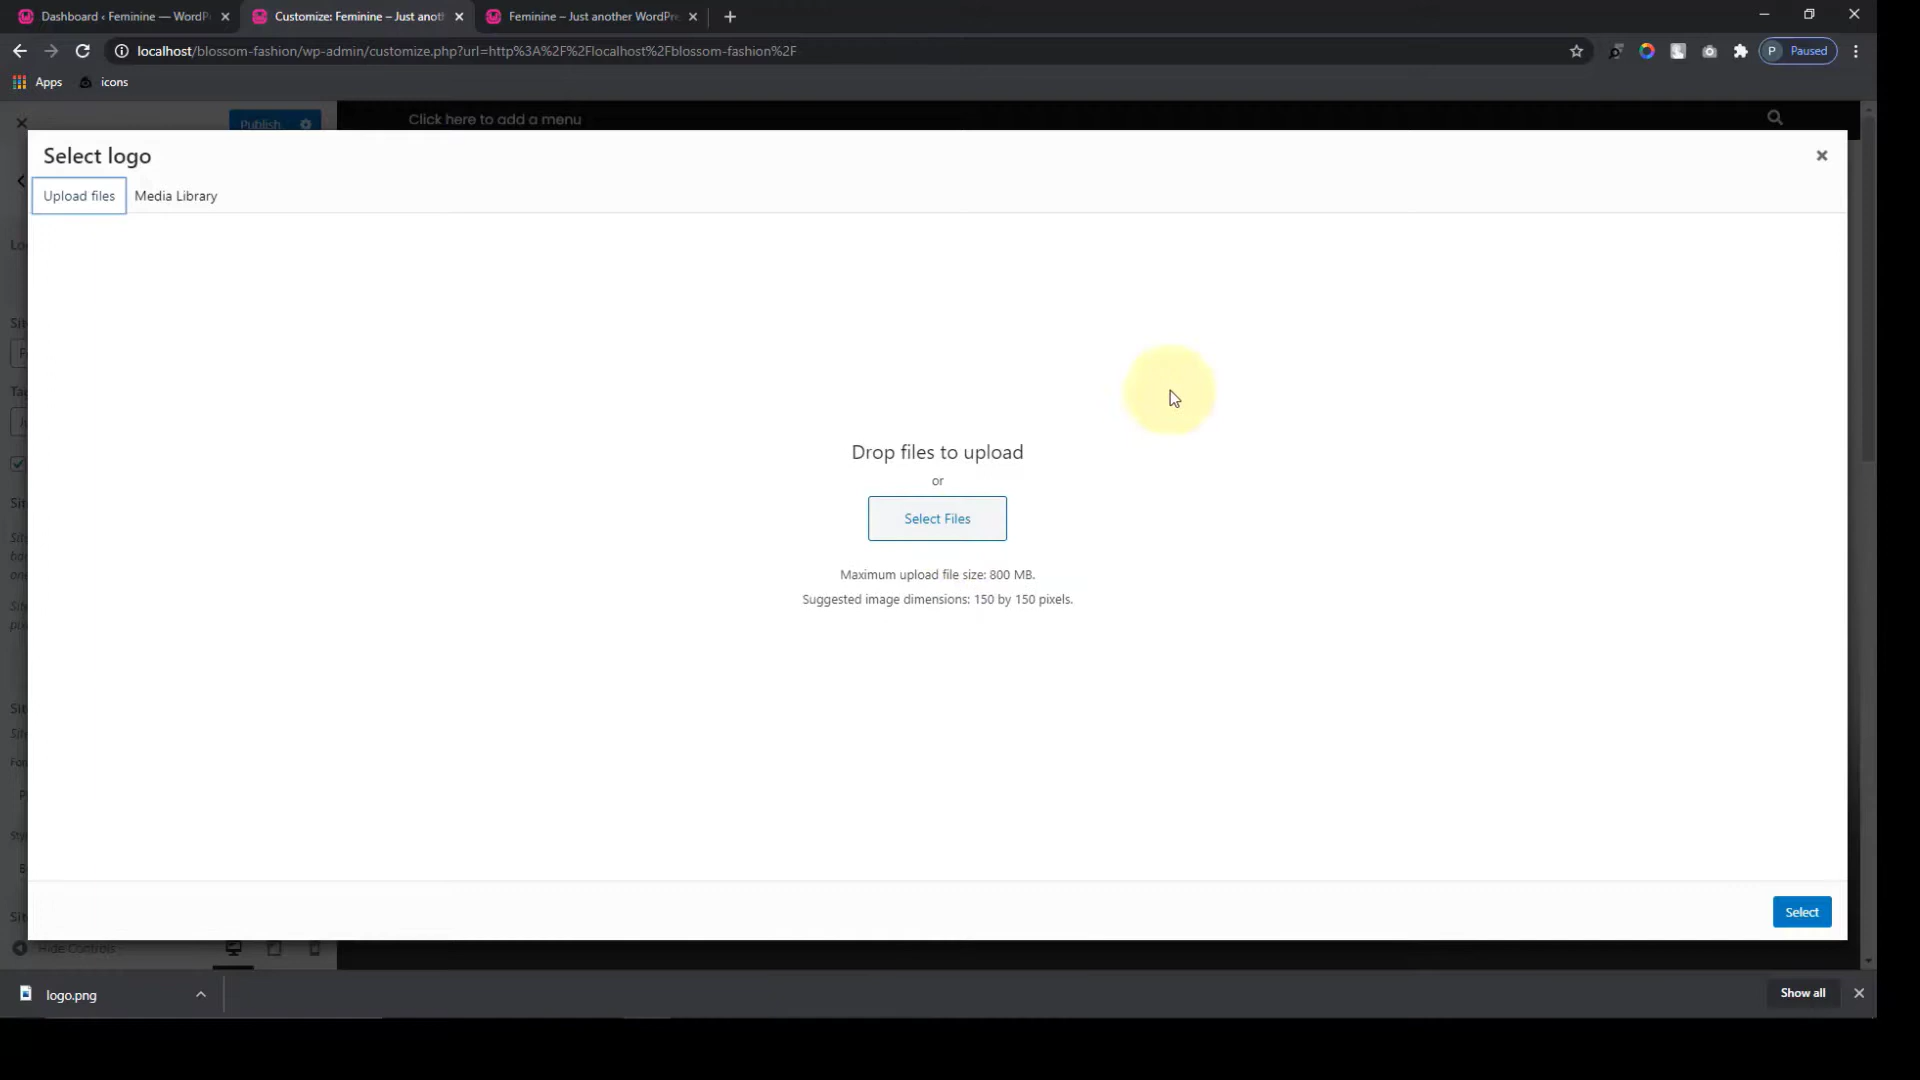 Dashboard ‹ Feminine — WordP
Customize: Feminine – Just anoth
Feminine – Just another WordPre
localhost/blossom-fashion/wp-admin/customize.php?url=http%3A%2F%2Flocalhost%2Fblossom-fashion%2F
P Paused
Apps
icons
Publish
Click here to add a menu
Select logo
Upload files
Media Library
Drop files to upload
or
Select Files
Maximum upload file size: 800 MB.
Suggested image dimensions: 150 by 150 pixels.
Select
Hide Controls
logo.png
Show all